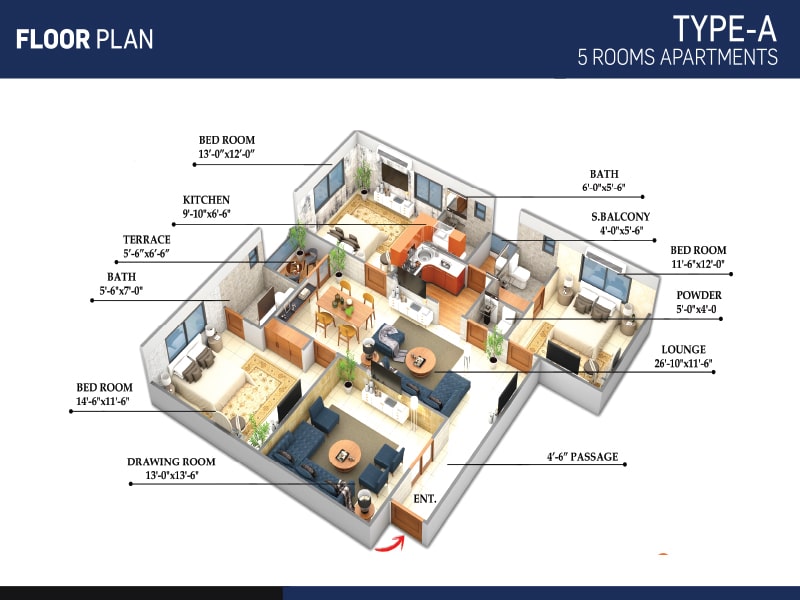 FLOOR PLAN
TYPE-A
5 ROOMS APARTMENTS
BED ROOM
13'-0"x12'-0"
KITCHEN
9'-10"x6'-6"
TERRACE
5'-6"x6'-6"
BATH
5'-6"x7'-0"
BED ROOM
14'-6"x11'-6"
DRAWING ROOM
13'-0"x13'-6"
BATH
6'-0"x5'-6"
S.BALCONY
4'-0"x5'-6"
BED ROOM
11'-6"x12'-0"
POWDER
5'-0"x4'-0
LOUNGE
26'-10"x11'-6"
4'-6" PASSAGE
ENT.